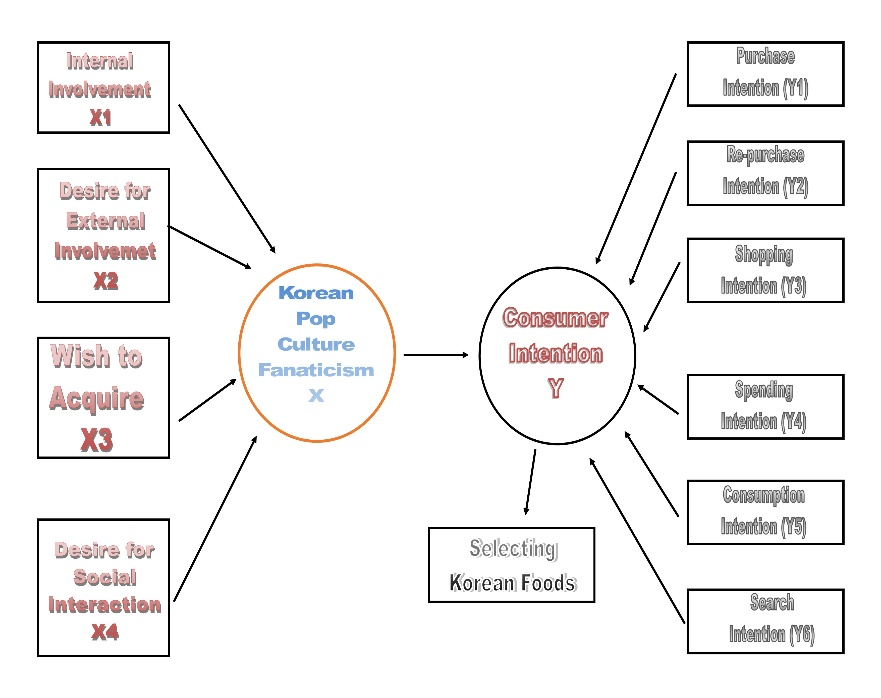 Internal
Involvement
X1
Desire for
External
Involvemet
X2
Wish to
Acquire
X3
Desire for
Social
Interaction
X4
Korean
Pop
Culture
Fanaticism
X
Consumer
Intention
Y
Selecting
Korean Foods
Purchase
Intention (Y1)
Re-purchase
Intention (Y2)
Shopping
Intention (Y3)
Spending
Intention (Y4)
Consumption
Intention (Y5)
Search
Intention (Y6)